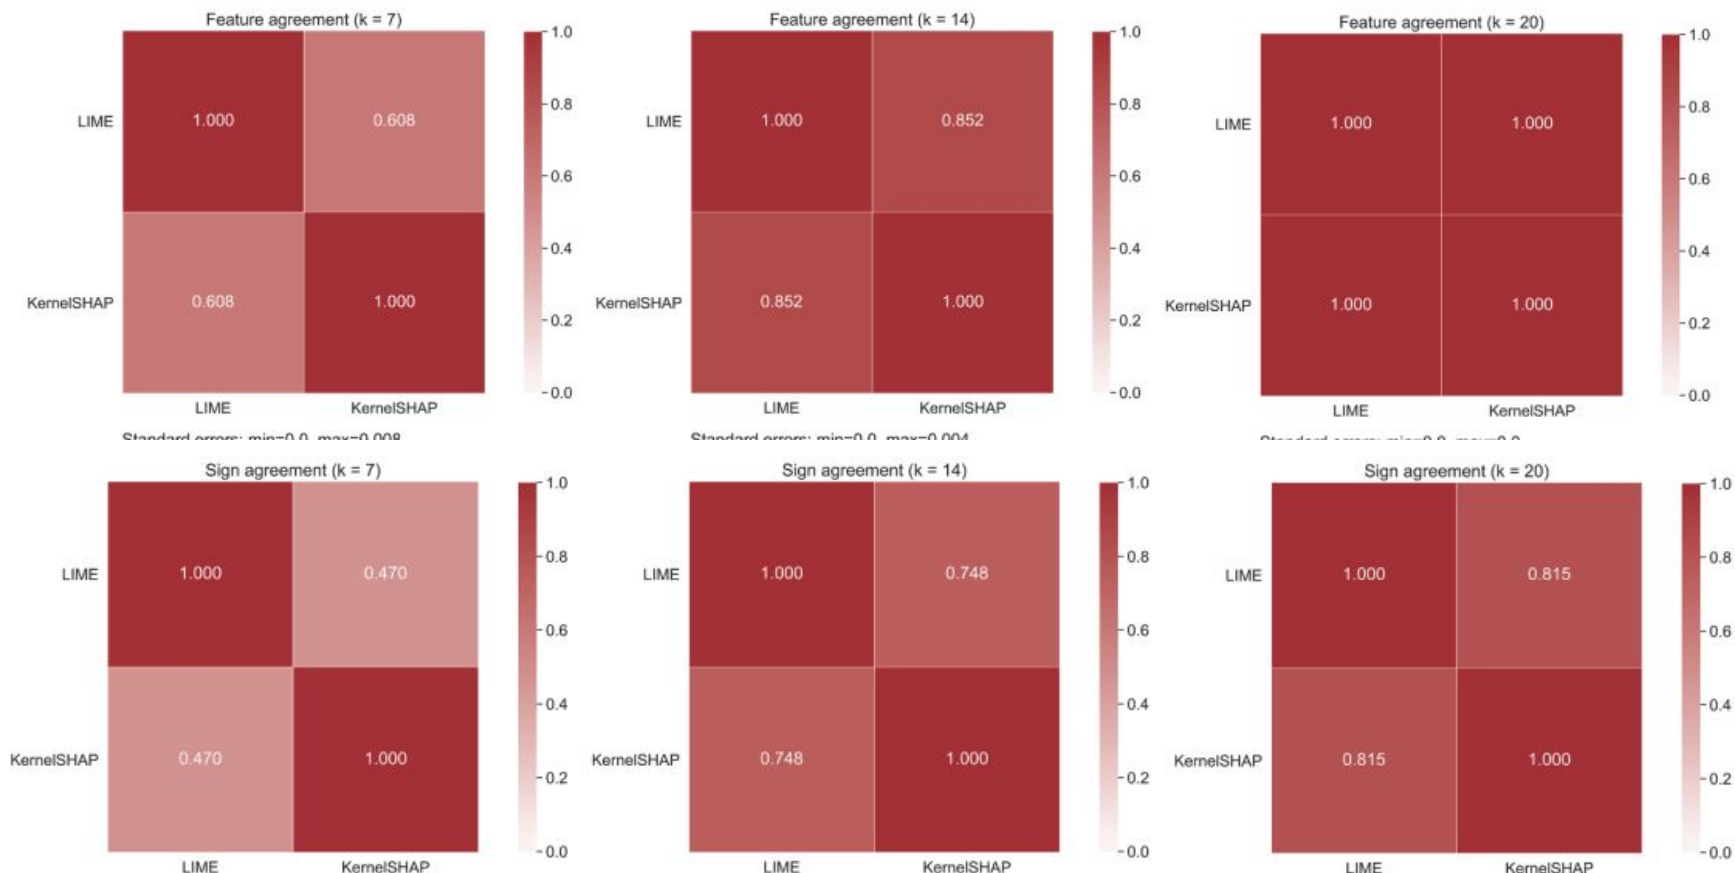 Feature agreement (k = 7)
1.0
0.8
0.6
0.4
0.2
0.0
LIME
1.000
0.608
KernelSHAP
0.608
1.000
LIME
KernelSHAP
Standard errors: min=0.0, max=0.008
Feature agreement (k = 14)
1.0
0.8
0.6
0.4
0.2
0.0
LIME
1.000
0.852
KernelSHAP
0.852
1.000
LIME
KernelSHAP
Standard errors: min=0.0, max=0.004
Feature agreement (k = 20)
1.0
0.8
0.6
0.4
0.2
0.0
LIME
1.000
1.000
KernelSHAP
1.000
1.000
LIME
KernelSHAP
Standard errors: min=0.0, max=0.0
Sign agreement (k = 7)
1.0
0.8
0.6
0.4
0.2
0.0
LIME
1.000
0.470
KernelSHAP
0.470
1.000
LIME
KernelSHAP
Sign agreement (k = 14)
1.0
0.8
0.6
0.4
0.2
0.0
LIME
1.000
0.748
KernelSHAP
0.748
1.000
LIME
KernelSHAP
Sign agreement (k = 20)
1.0
0.8
0.6
0.4
0.2
0.0
LIME
1.000
0.815
KernelSHAP
0.815
1.000
LIME
KernelSHAP